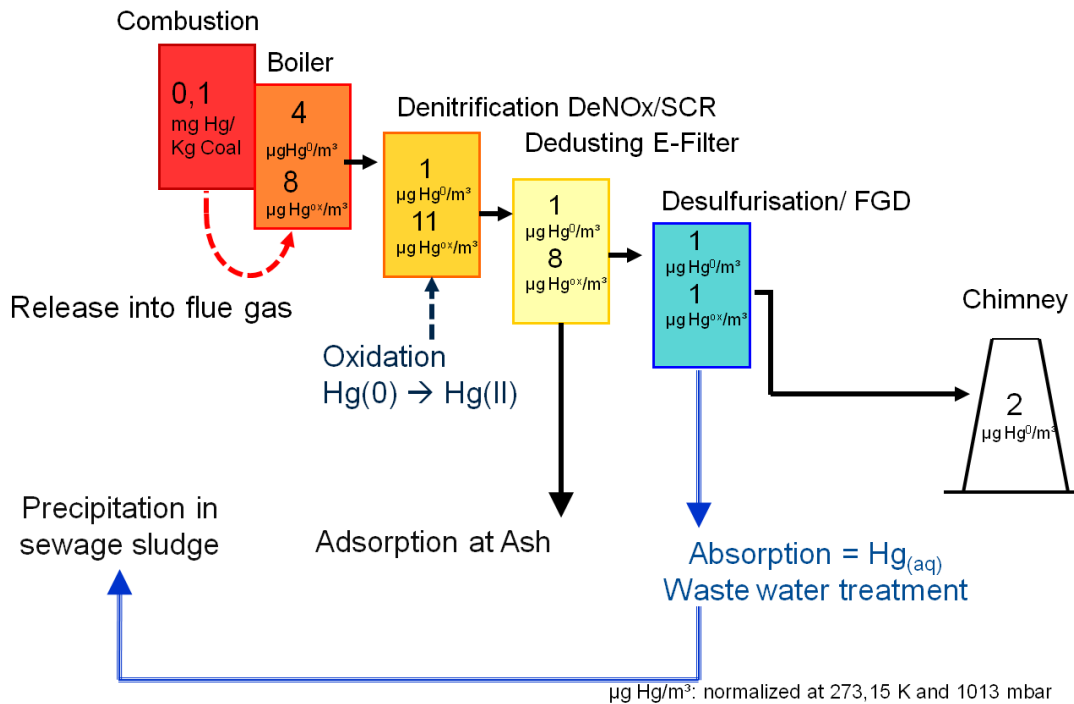 Combustion
0,1
mg Hg/
Kg Coal
Boiler
4
µgHg⁰/m³
8
µg Hgᵒˣ/m³
Denitrification DeNOx/SCR
1
µg Hg⁰/m³
11
µg Hgᵒˣ/m³
Dedusting E-Filter
1
µg Hg⁰/m³
8
µg Hgᵒˣ/m³
Desulfurisation/ FGD
1
µg Hg⁰/m³
1
µg Hgᵒˣ/m³
Chimney
2
µg Hg⁰/m³
Release into flue gas
Oxidation
Hg(0) → Hg(II)
Precipitation in
sewage sludge
Adsorption at Ash
Absorption = Hg₍aq₎
Waste water treatment
µg Hg/m³: normalized at 273,15 K and 1013 mbar